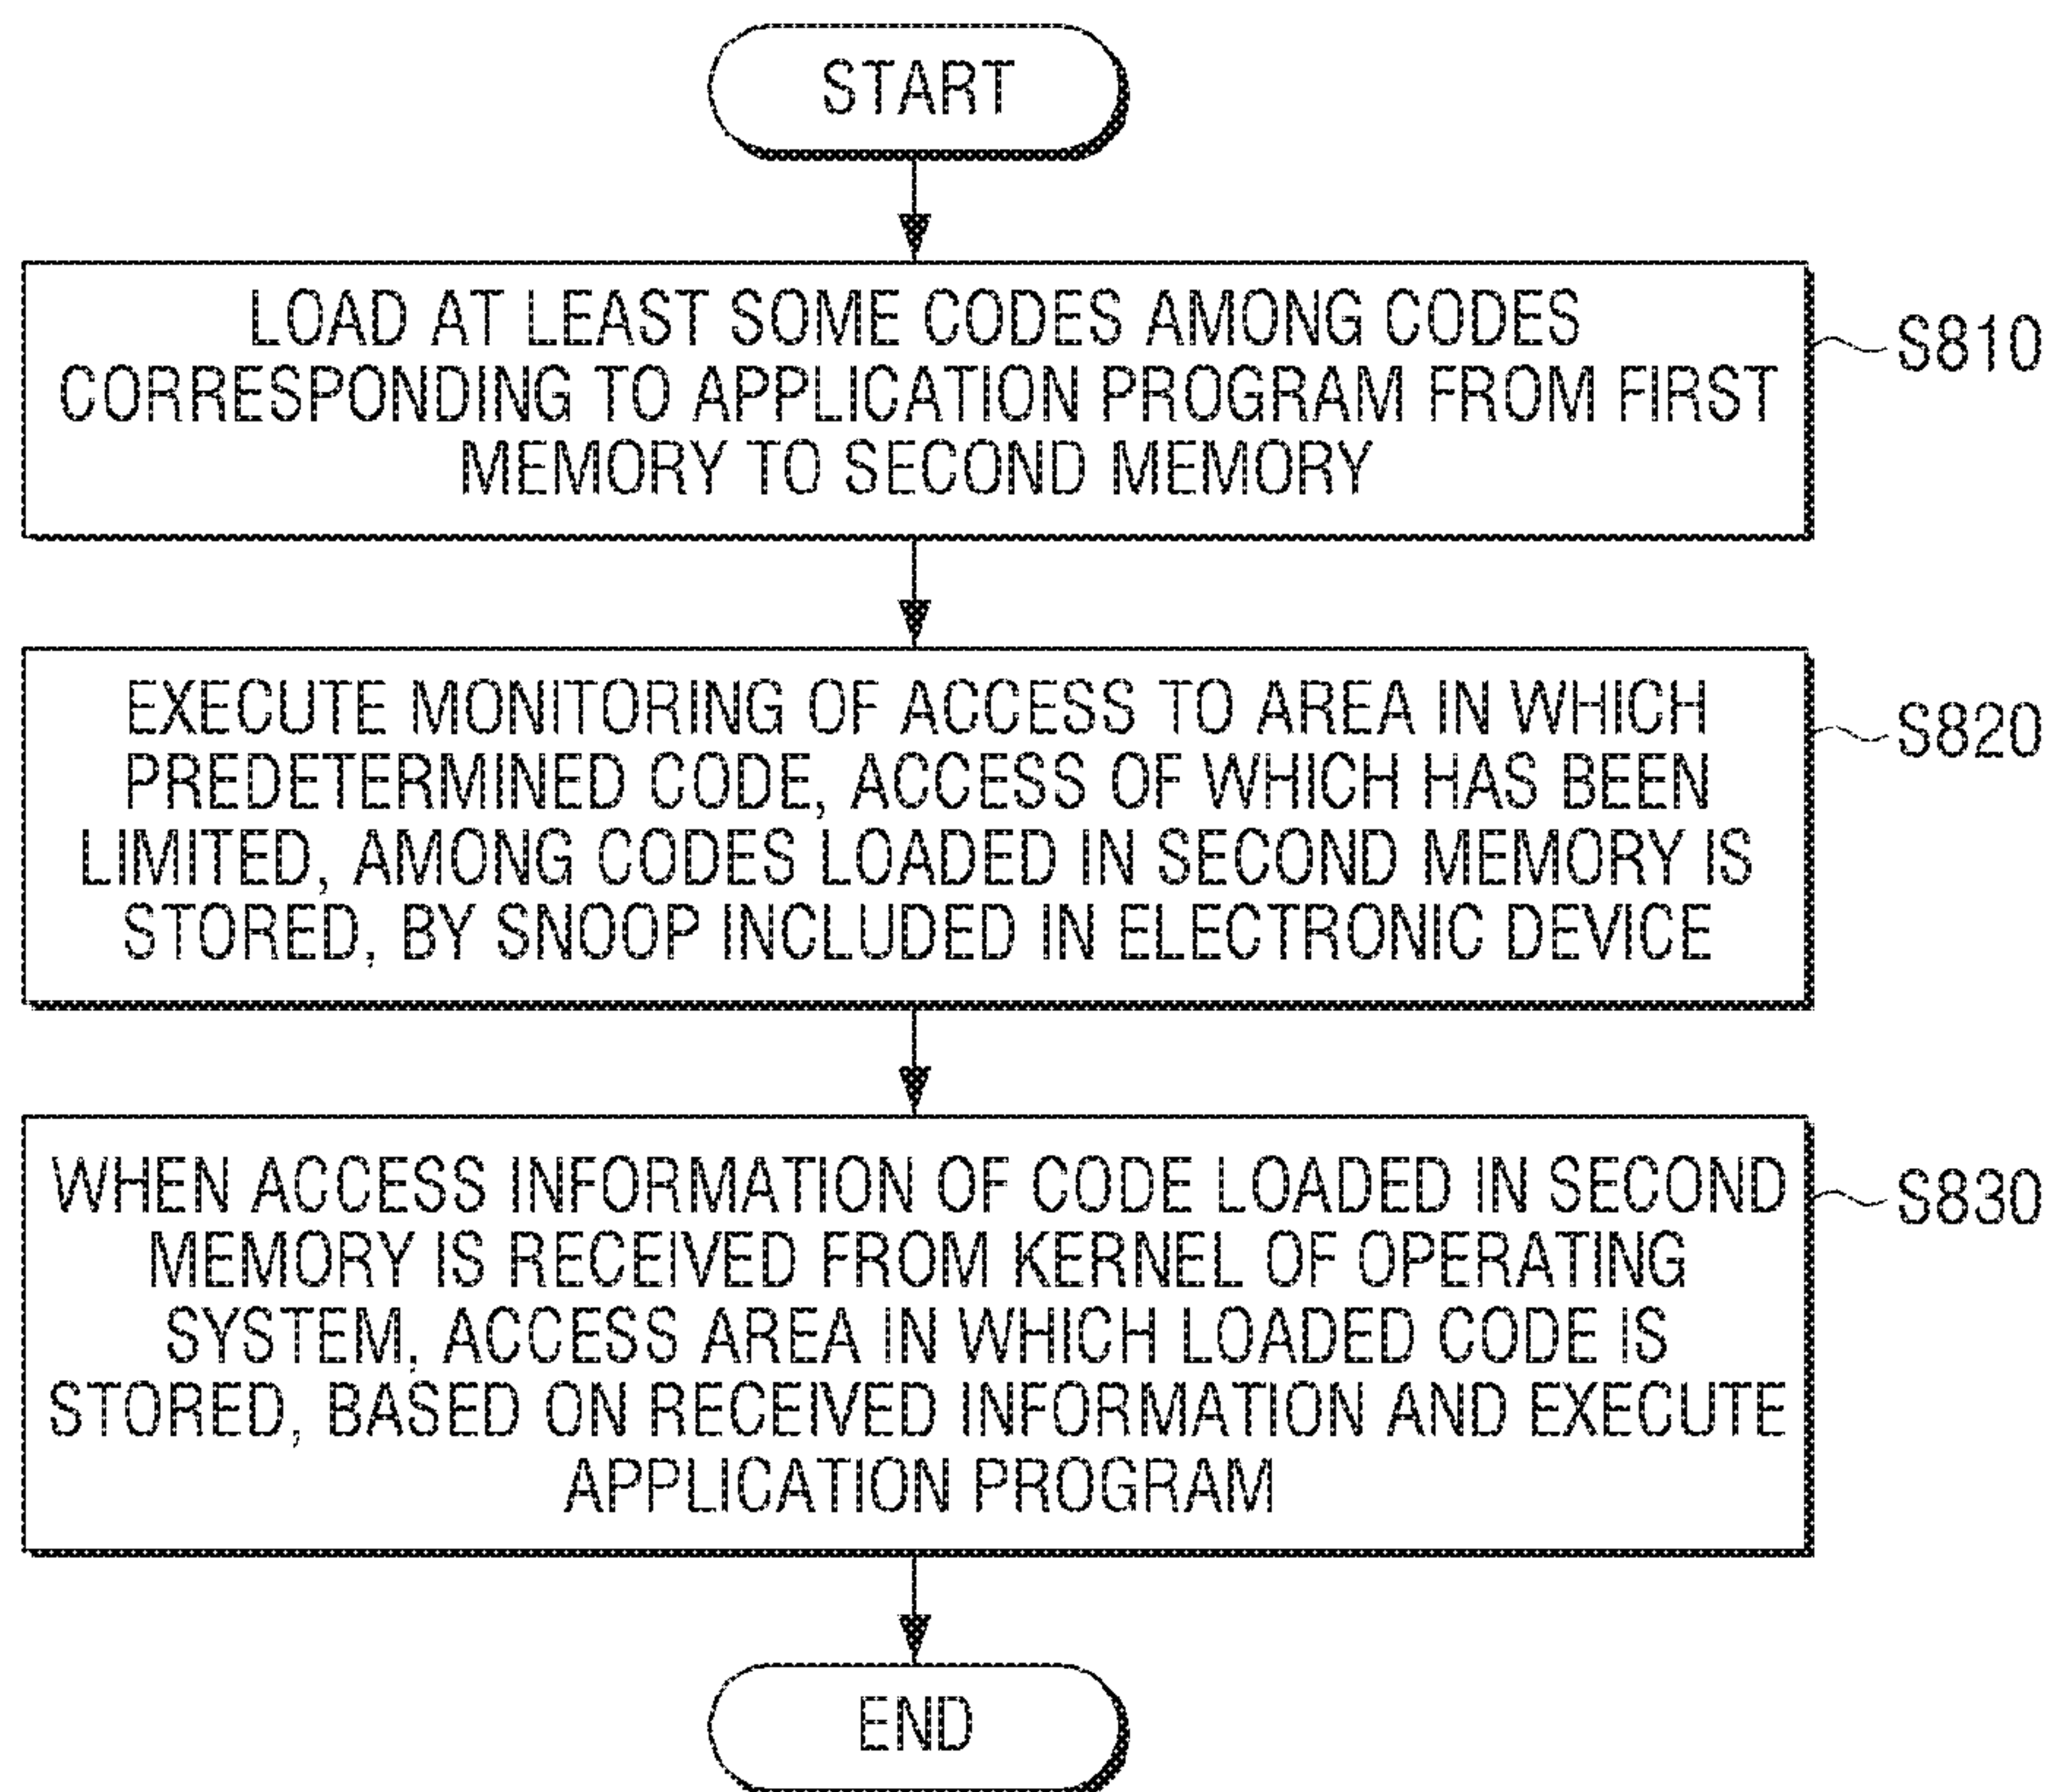 START
LOAD AT LEAST SOME CODES AMONG CODES
CORRESPONDING TO APPLICATION PROGRAM FROM FIRST
MEMORY TO SECOND MEMORY
S810
EXECUTE MONITORING OF ACCESS TO AREA IN WHICH
PREDETERMINED CODE, ACCESS OF WHICH HAS BEEN
LIMITED, AMONG CODES LOADED IN SECOND MEMORY IS
STORED, BY SNOOP INCLUDED IN ELECTRONIC DEVICE
S820
WHEN ACCESS INFORMATION OF CODE LOADED IN SECOND
MEMORY IS RECEIVED FROM KERNEL OF OPERATING
SYSTEM, ACCESS AREA IN WHICH LOADED CODE IS
STORED, BASED ON RECEIVED INFORMATION AND EXECUTE
APPLICATION PROGRAM
S830
END